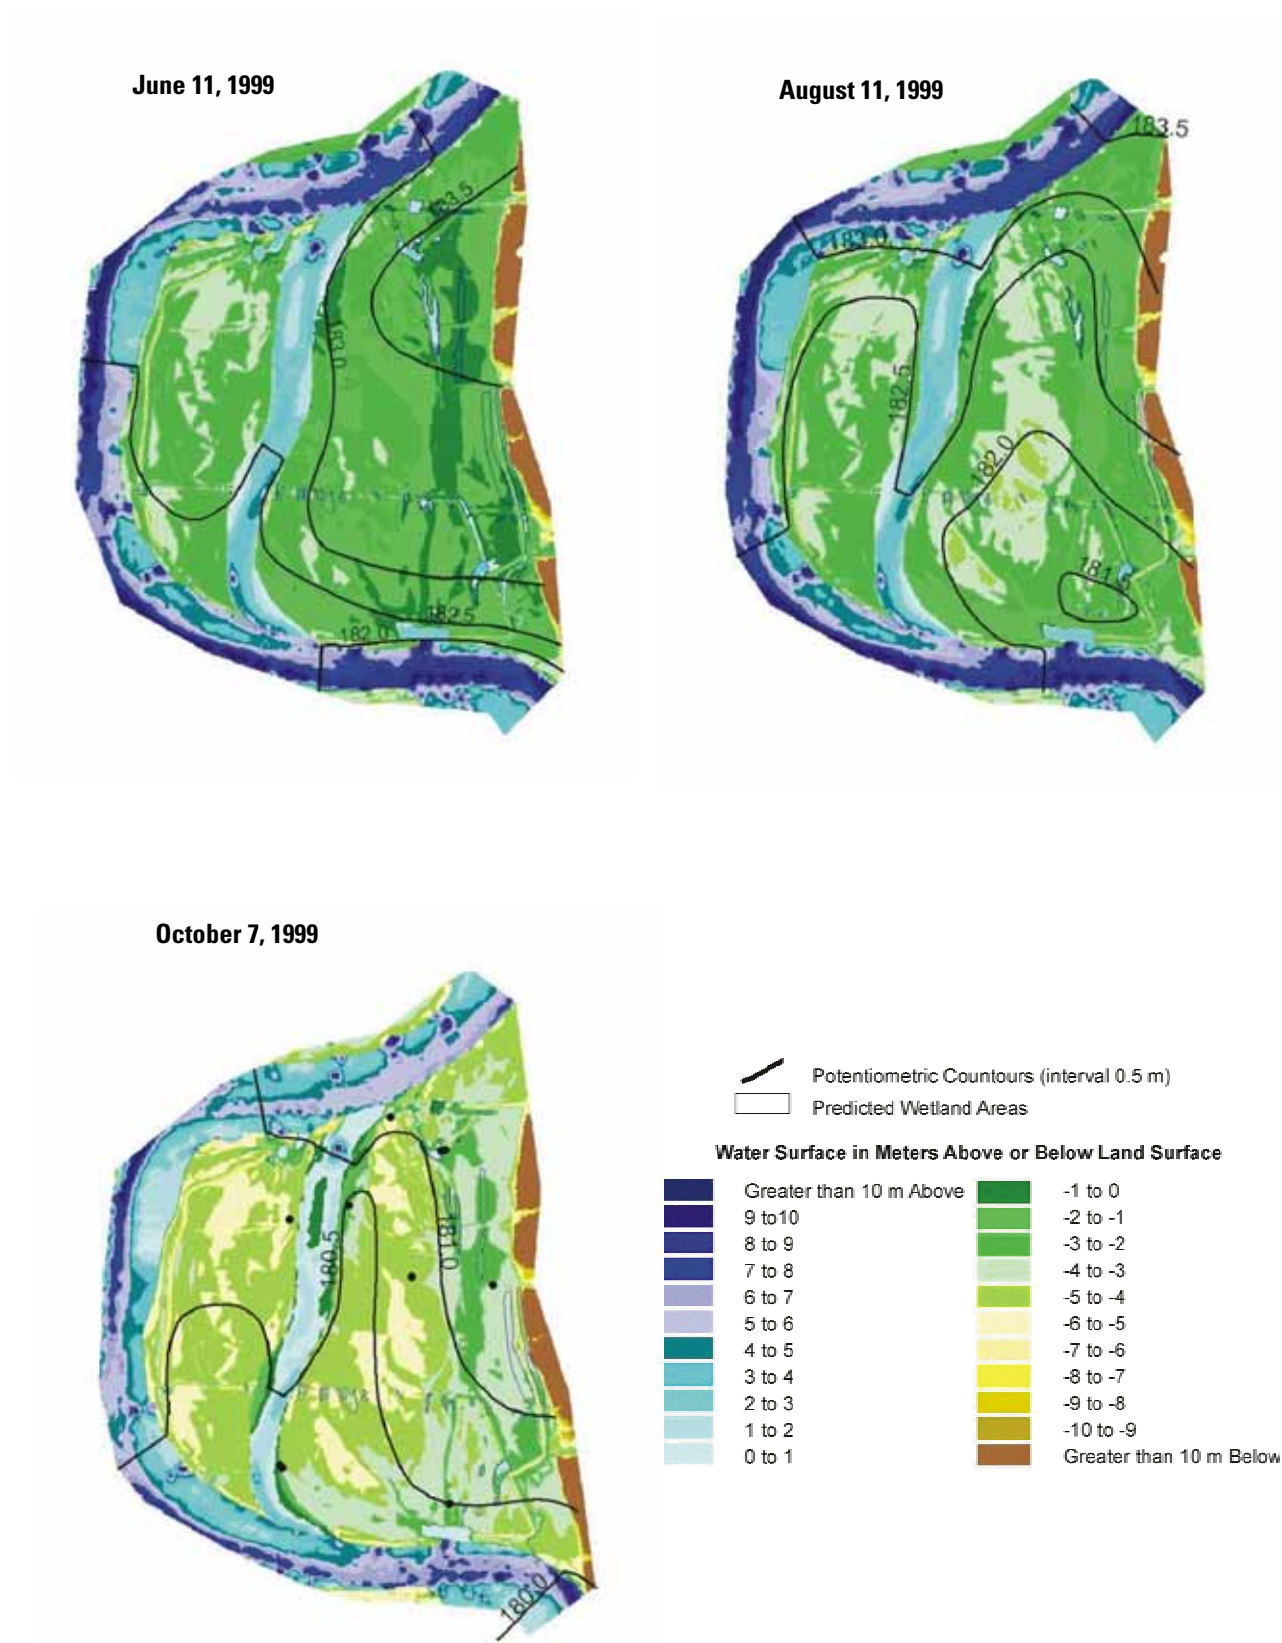 June 11, 1999
183.5
183.0
182.5
182.0
August 11, 1999
183.5
183.0
182.5
182.0
181.5
October 7, 1999
180.5
181.0
180.0
Potentiometric Countours (interval 0.5 m)
Predicted Wetland Areas
Water Surface in Meters Above or Below Land Surface
Greater than 10 m Above
9 to10
8 to 9
7 to 8
6 to 7
5 to 6
4 to 5
3 to 4
2 to 3
1 to 2
0 to 1
-1 to 0
-2 to -1
-3 to -2
-4 to -3
-5 to -4
-6 to -5
-7 to -6
-8 to -7
-9 to -8
-10 to -9
Greater than 10 m Below